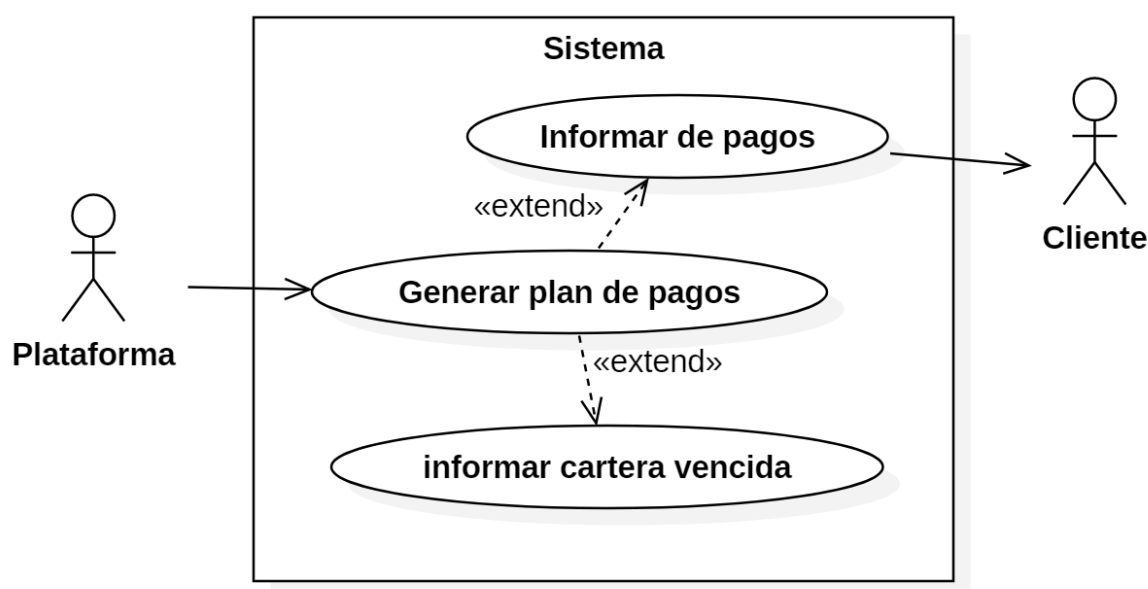 Sistema
Informar de pagos
«extend»
Cliente
Generar plan de pagos
Plataforma
«extend»
informar cartera vencida